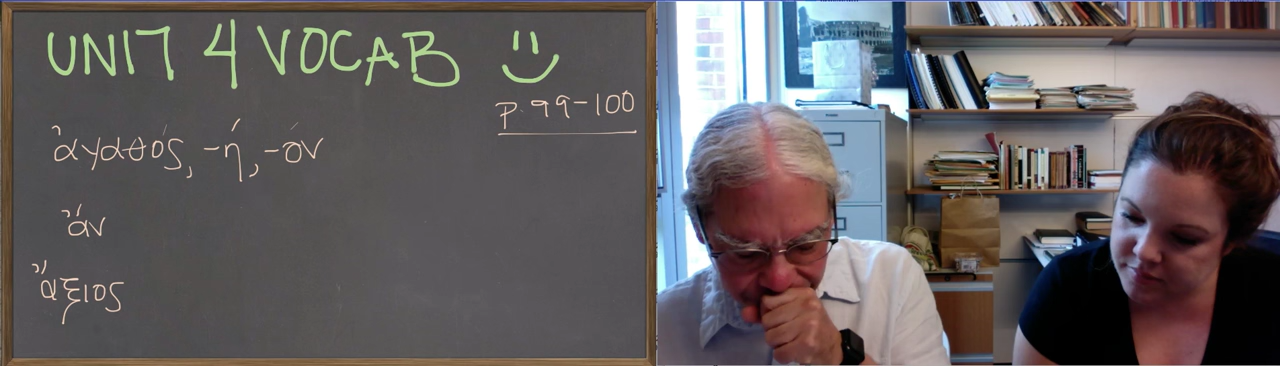 UNIT 4 VOCAB
p. 99-100
ἀγαθός, -ή, -όν
ἄν
ἄξιος